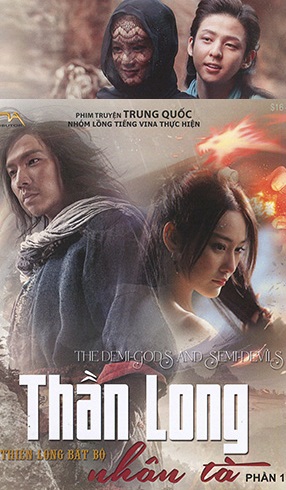 PHIM TRUYỆN TRUNG QUỐC
NHÓM LỒNG TIẾNG VINA THỰC HIỆN
$16
THE DEMI-GODS AND SEMI-DEVILS
Thần Long
THIÊN LONG BÁT BỘ
nhân tà PHẦN 1